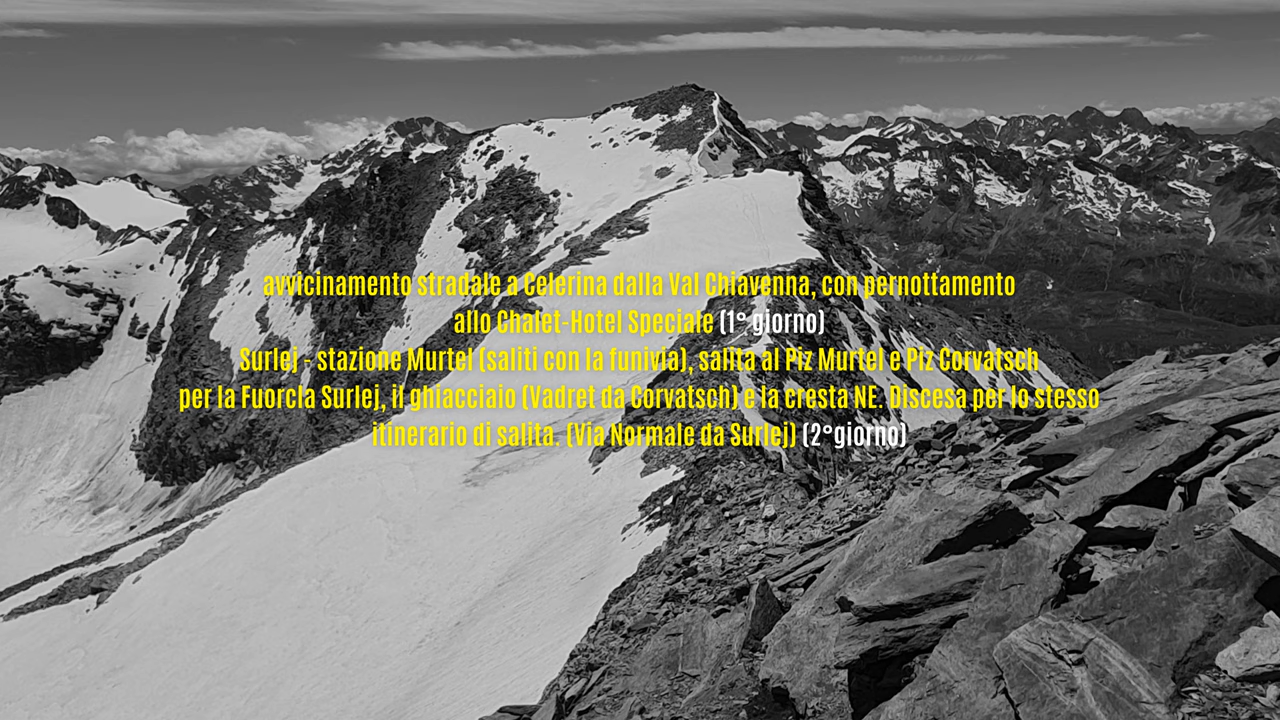 avvicinamento stradale a Celerina dalla Val Chiavenna, con pernottamento
allo Chalet-Hotel Speciale (1° giorno)
Surlej - stazione Murtel (saliti con la funivia), salita al Piz Murtel e Piz Corvatsch
per la Fuorcla Surlej, il ghiacciaio (Vadret da Corvatsch) e la cresta NE. Discesa per lo stesso
itinerario di salita. (Via Normale da Surlej) (2°giorno)